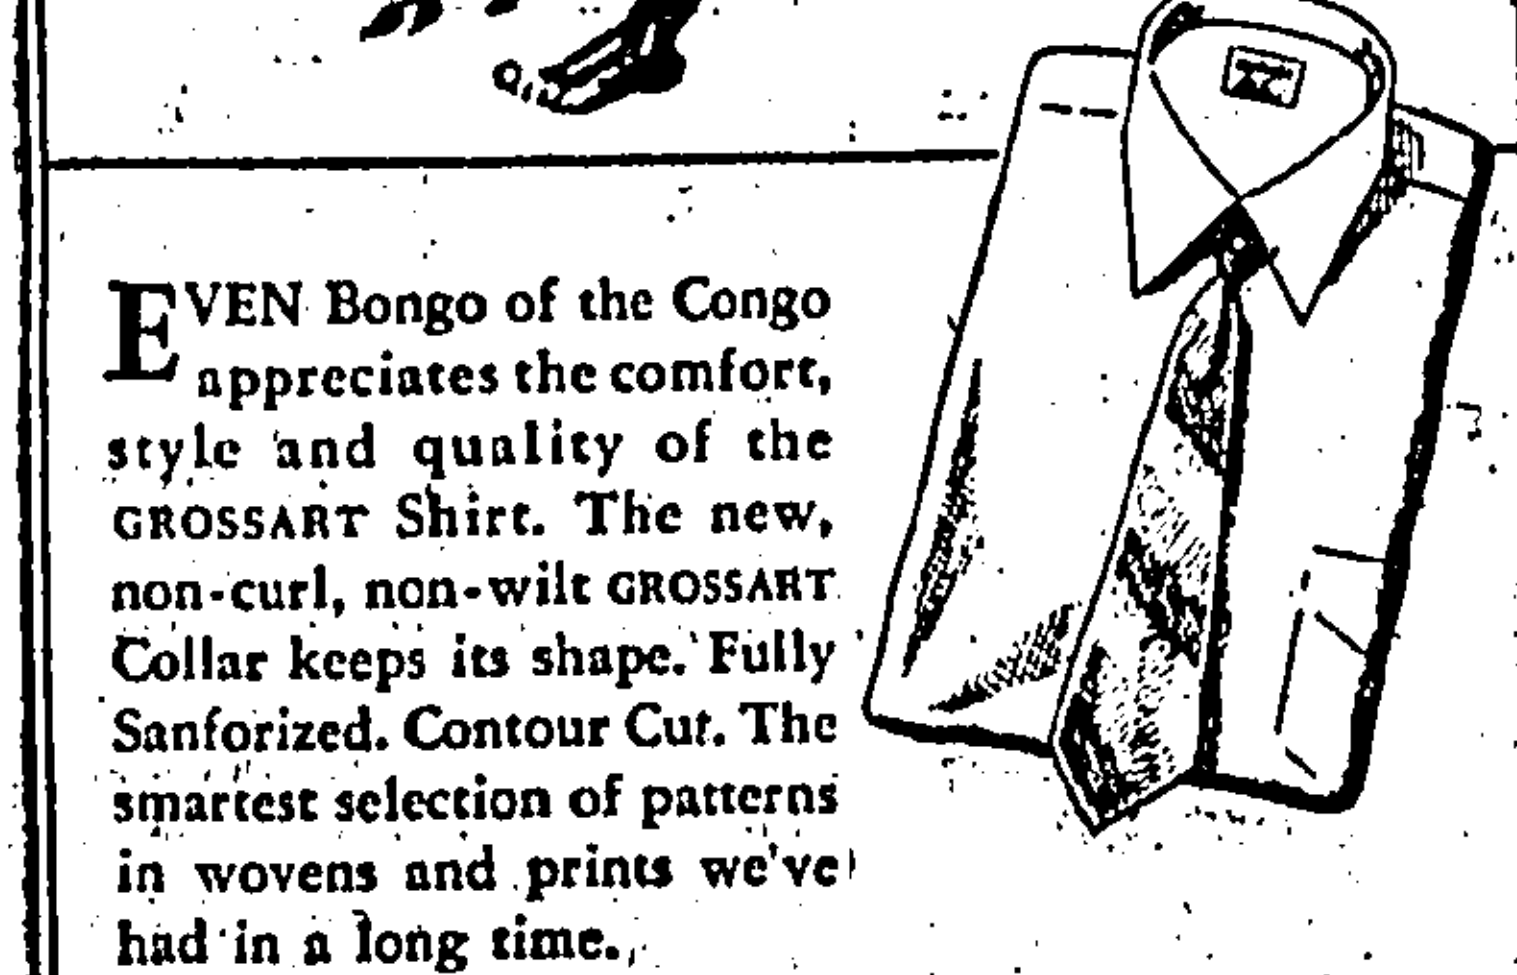 EVEN Bongo of the Congo
appreciates the comfort,
style and quality of the
GROSSART Shirt. The new,
non-curl, non-wilt GROSSART
Collar keeps its shape. Fully
Sanforized. Contour Cut. The
smartest selection of patterns
in wovens and prints we've
had in a long time.